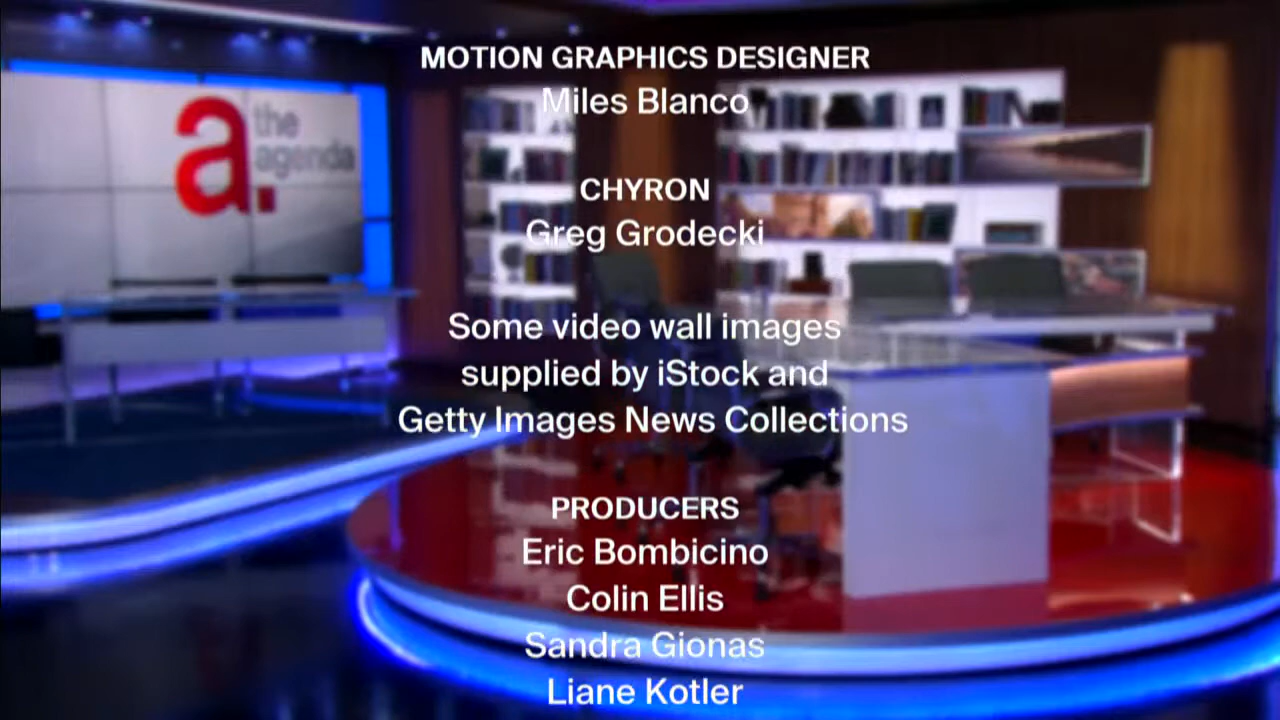 a. the
agenda
MOTION GRAPHICS DESIGNER
Miles Blanco
CHYRON
Greg Grodecki
Some video wall images
supplied by iStock and
Getty Images News Collections
PRODUCERS
Eric Bombicino
Colin Ellis
Sandra Gionas
Liane Kotler